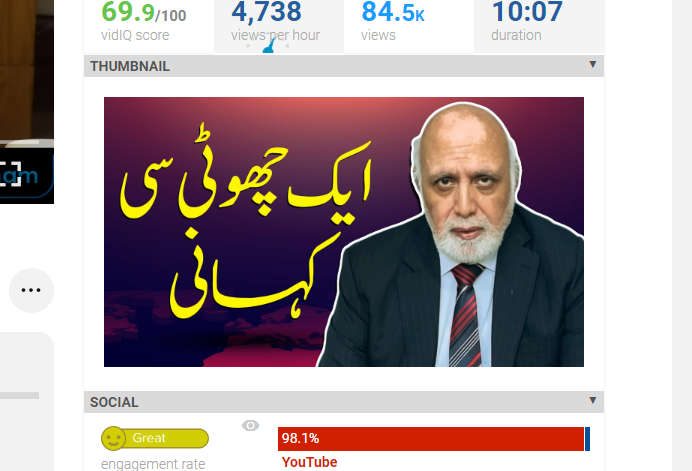 69.9/100 4,738 84.5K 10:07
vidIQ score views per hour views duration
THUMBNAIL
ایک چھوٹی سی
کہانی
SOCIAL
Great 98.1%
engagement rate YouTube